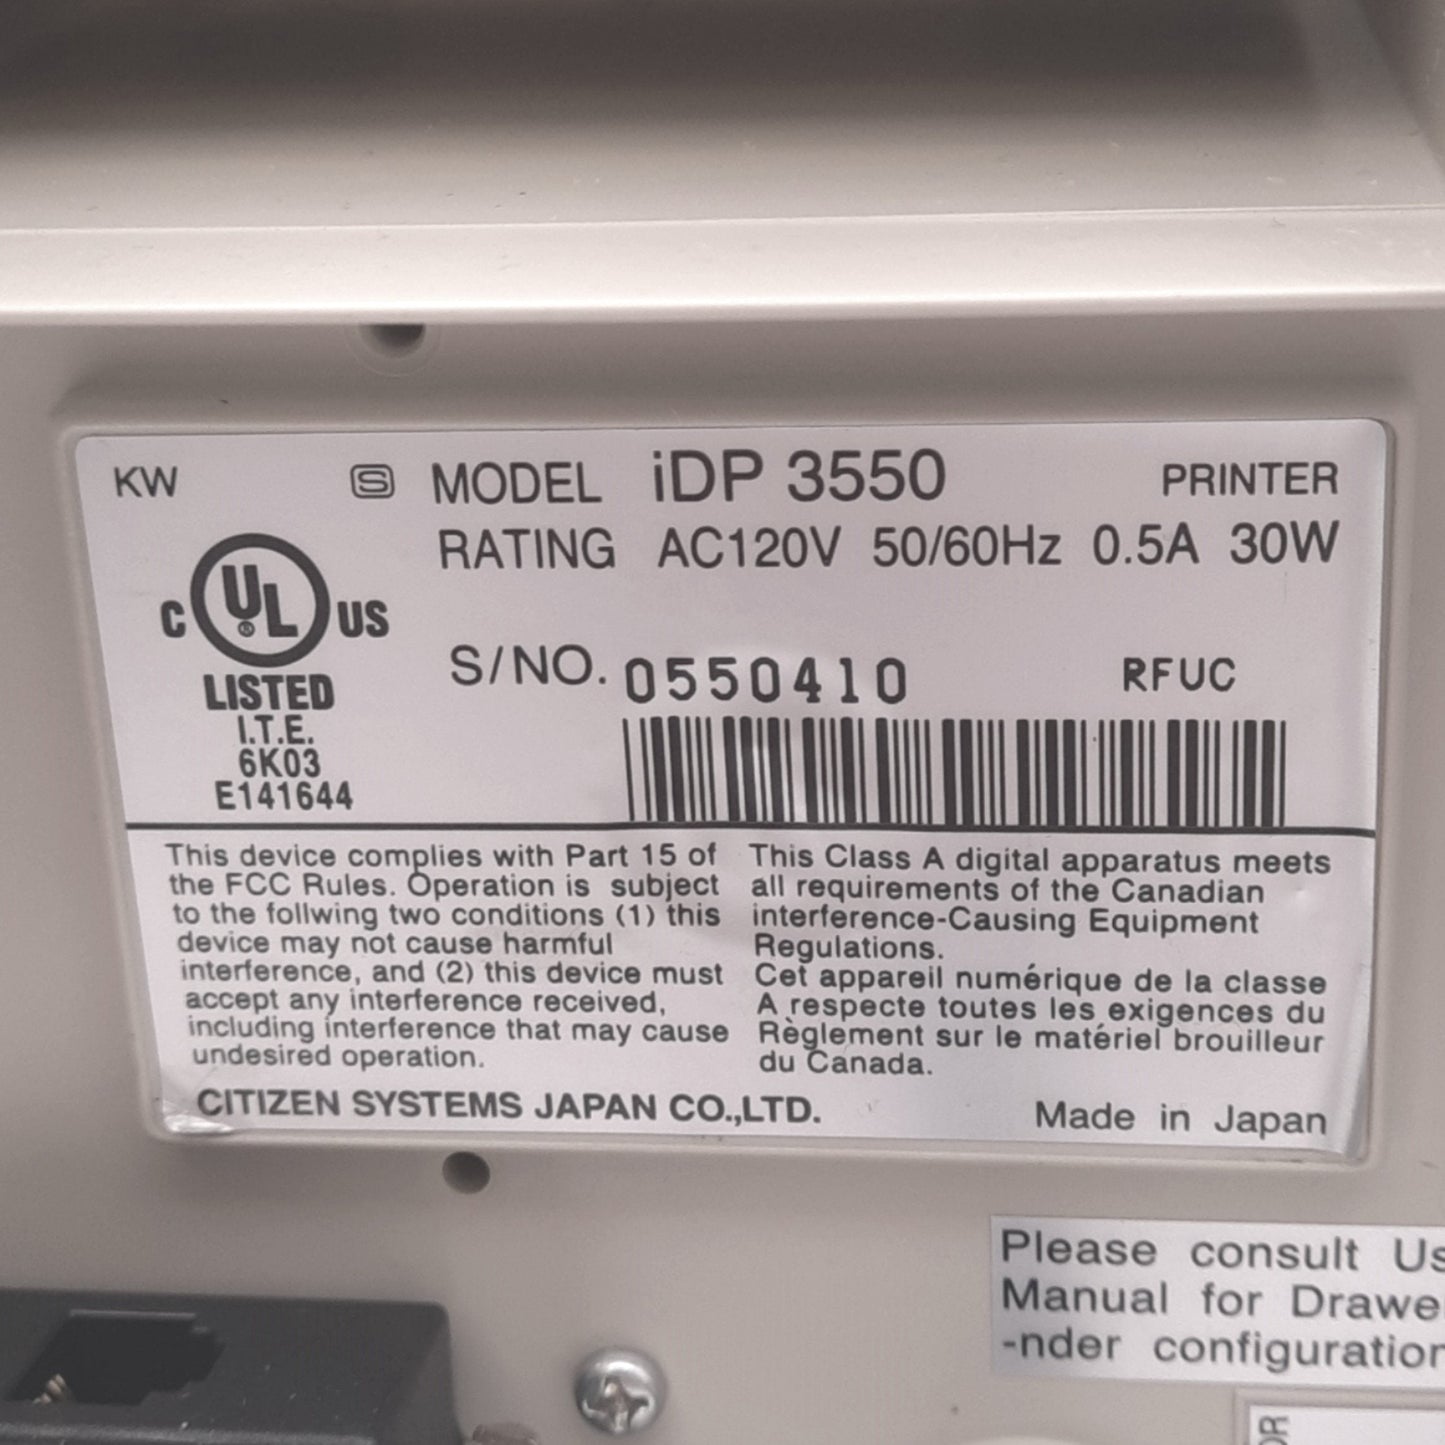 KW S MODEL iDP 3550 PRINTER
RATING AC120V 50/60Hz 0.5A 30W
C UL® US
LISTED
I.T.E.
6K03
E141644
S/NO. 0550410 RFUC
This device complies with Part 15 of
the FCC Rules. Operation is subject
to the follwing two conditions (1) this
device may not cause harmful
interference, and (2) this device must
accept any interference received,
including interference that may cause
undesired operation.
This Class A digital apparatus meets
all requirements of the Canadian
interference-Causing Equipment
Regulations.
Cet appareil numérique de la classe
A respecte toutes les exigences du
Règlement sur le matériel brouilleur
du Canada.
CITIZEN SYSTEMS JAPAN CO.,LTD. Made in Japan
Please consult Us
Manual for Drawe
-nder configuration